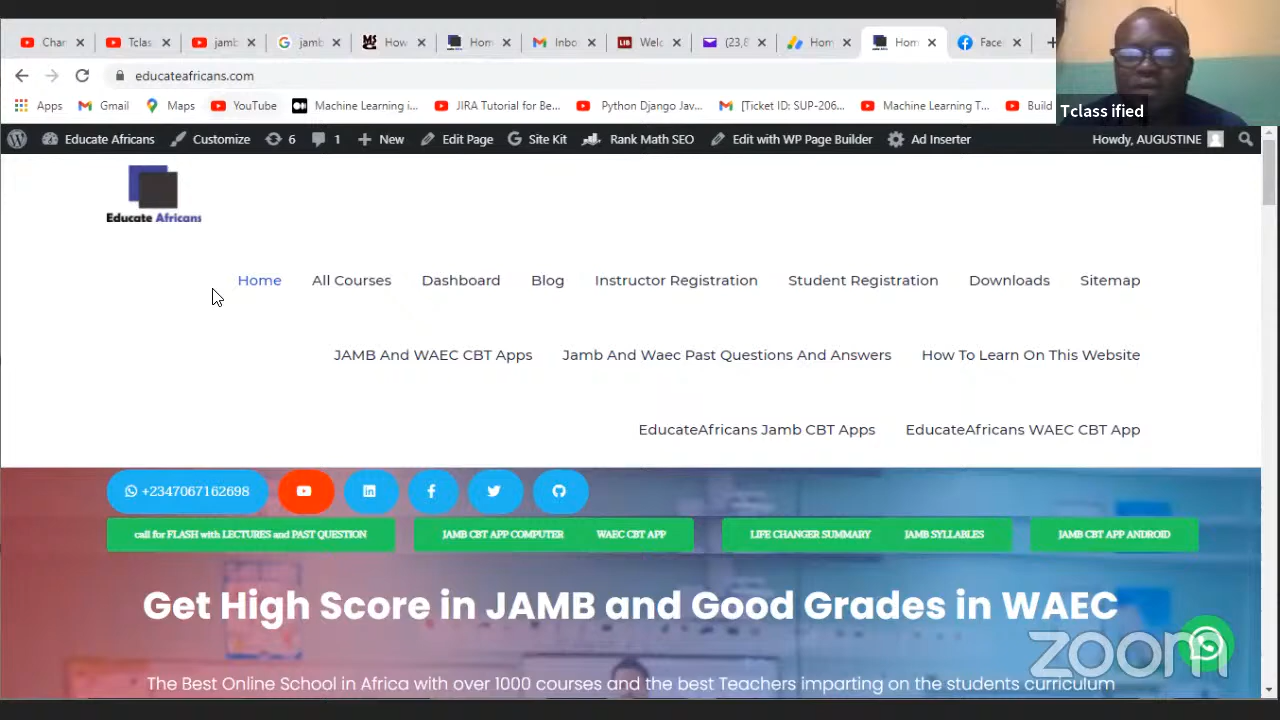 Char
Tclas
jamb
jamb
How
Hom
Inbo
Welc
(23,8
Hom
Hom
Face
educateafricans.com
Tclass ified
Apps
Gmail
Maps
YouTube
Machine Learning i...
JIRA Tutorial for Be...
Python Django Jav...
[Ticket ID: SUP-206...
Machine Learning T...
Build
Educate Africans
Customize
6
1
New
Edit Page
Site Kit
Rank Math SEO
Edit with WP Page Builder
Ad Inserter
Howdy, AUGUSTINE
Educate Africans
Home
All Courses
Dashboard
Blog
Instructor Registration
Student Registration
Downloads
Sitemap
JAMB And WAEC CBT Apps
Jamb And Waec Past Questions And Answers
How To Learn On This Website
EducateAfricans Jamb CBT Apps
EducateAfricans WAEC CBT App
+2347067162698
call for FLASH with LECTURES and PAST QUESTION
JAMB CBT APP COMPUTER
WAEC CBT APP
LIFE CHANGER SUMMARY
JAMB SYLLABLES
JAMB CBT APP ANDROID
Get High Score in JAMB and Good Grades in WAEC
The Best Online School in Africa with over 1000 courses and the best Teachers imparting on the students curriculum
zoom